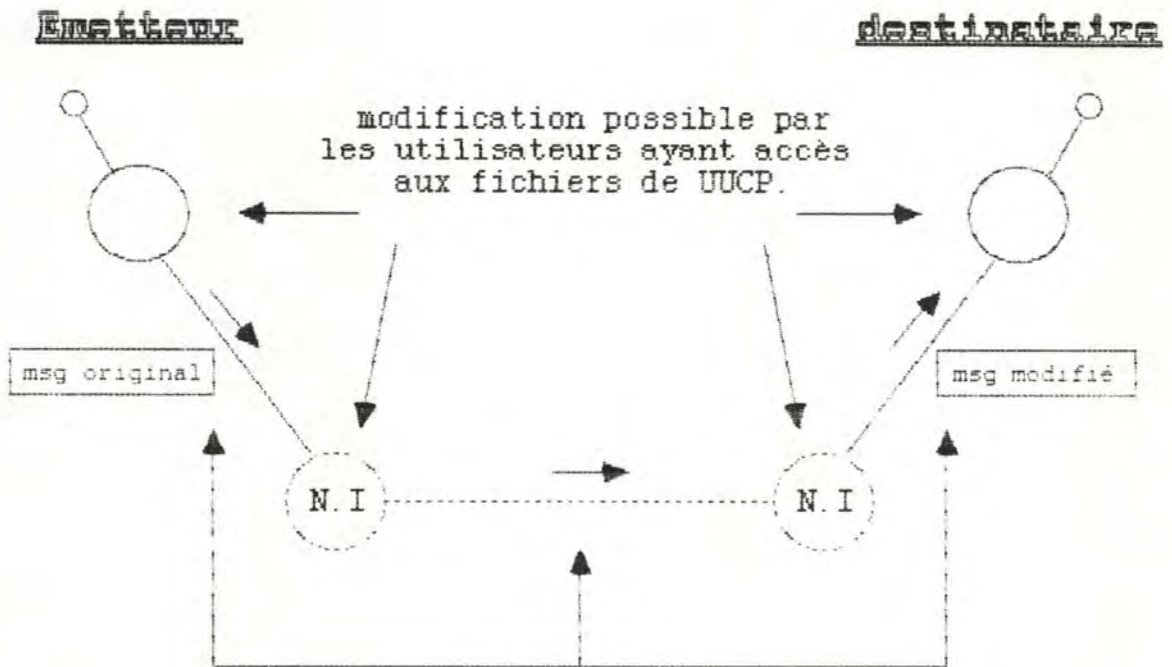 Emetteur
destinataire
modification possible par
les utilisateurs ayant accès
aux fichiers de UUCP.
msg original
msg modifié
N.I
N.I